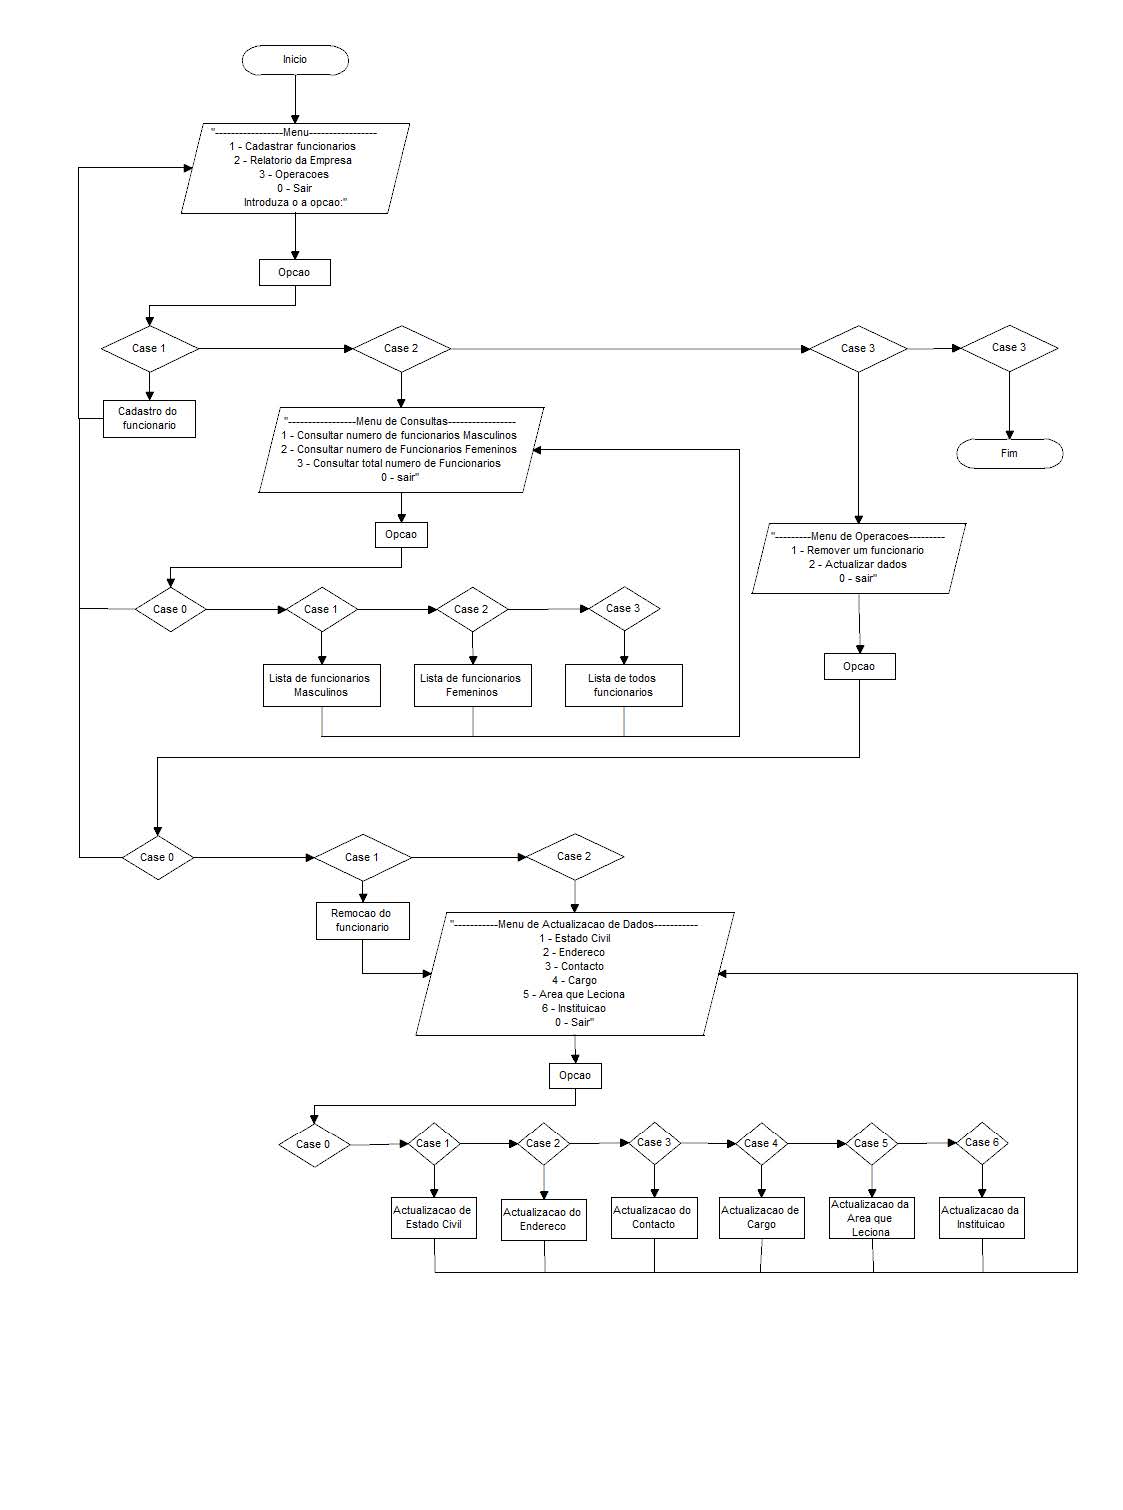 Inicio
"-----------------Menu-----------------
1 - Cadastrar funcionarios
2 - Relatorio da Empresa
3 - Operacoes
0 - Sair
Introduza o a opcao:"
Opcao
Case 1
Case 2
Case 3
Case 3
Cadastro do
funcionario
"-----------------Menu de Consultas-----------------
1 - Consultar numero de funcionarios Masculinos
2 - Consultar numero de Funcionarios Femeninos
3 - Consultar total numero de Funcionarios
0 - sair"
Fim
Opcao
"---------Menu de Operacoes---------
1 - Remover um funcionario
2 - Actualizar dados
0 - sair"
Case 0
Case 1
Case 2
Case 3
Lista de funcionarios
Masculinos
Lista de funcionarios
Femeninos
Lista de todos
funcionarios
Opcao
Case 0
Case 1
Case 2
Remocao do
funcionario
"-----------Menu de Actualizacao de Dados-----------
1 - Estado Civil
2 - Endereco
3 - Contacto
4 - Cargo
5 - Area que Leciona
6 - Instituicao
0 - Sair"
Opcao
Case 0
Case 1
Case 2
Case 3
Case 4
Case 5
Case 6
Actualizacao de
Estado Civil
Actualizacao do
Endereco
Actualizacao do
Contacto
Actualizacao de
Cargo
Actualizacao da
Area que
Leciona
Actualizacao da
Instituicao